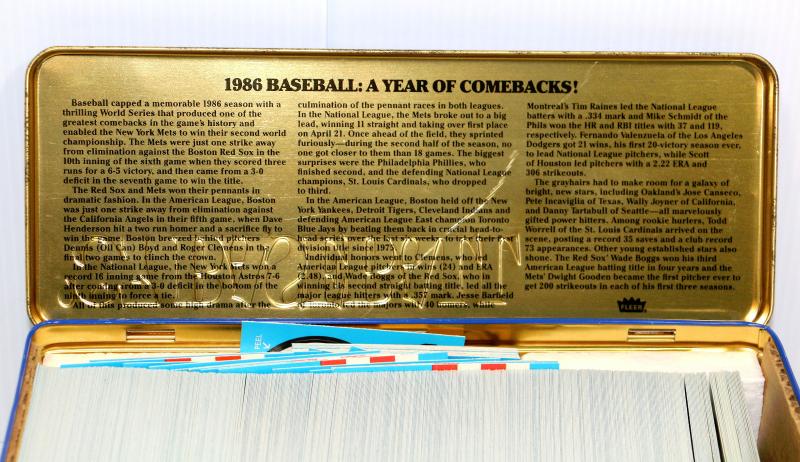 1986 BASEBALL: A YEAR OF COMEBACKS!
Baseball capped a memorable 1986 season with a
thrilling World Series that produced one of the
greatest comebacks in the game's history and
enabled the New York Mets to win their second world
championship. The Mets were just one strike away
from elimination against the Boston Red Sox in the
10th inning of the sixth game when they scored three
runs for a 6-5 victory, and then came from a 3-0
deficit in the seventh game to win the title.
The Red Sox and Mets won their pennants in
dramatic fashion. In the American League, Boston
was just one strike away from elimination against
the California Angels in their fifth game, when Dave
Henderson hit a two run homer and a sacrifice fly to
win the game. Boston breezed behind pitchers
Dennis (Oil Can) Boyd and Roger Clemens in the
final two games to clinch the crown.
In the National League, the New York Mets won a
record 16 inning game from the Houston Astros 7-6
after coming from a 3-0 deficit in the bottom of the
ninth inning to force a tie.
All of this produced some high drama after the
culmination of the pennant races in both leagues.
In the National League, the Mets broke out to a big
lead, winning 11 straight and taking over first place
on April 21. Once ahead of the field, they sprinted
furiously—during the second half of the season, no
one got closer to them than 18 games. The biggest
surprises were the Philadelphia Phillies, who
finished second, and the defending National League
champions, St. Louis Cardinals, who dropped
to third.
In the American League, Boston held off the New
York Yankees, Detroit Tigers, Cleveland Indians and
defending American League East champion Toronto
Blue Jays by beating them back in crucial head-to-
head series over the last few weeks to take their first
division title since 1975.
Individual honors went to Clemens, who led
American League pitchers in wins (24) and ERA
(2.48), and Wade Boggs of the Red Sox, who in
winning his second straight batting title, led all the
major league hitters with a .357 mark. Jesse Barfield
of Toronto led the majors with 40 homers, while
Montreal's Tim Raines led the National League
batters with a .334 mark and Mike Schmidt of the
Phils won the HR and RBI titles with 37 and 119,
respectively. Fernando Valenzuela of the Los Angeles
Dodgers got 21 wins, his first 20-victory season ever,
to lead National League pitchers, while Scott
of Houston led pitchers with a 2.22 ERA and
306 strikeouts.
The grayhairs had to make room for a galaxy of
bright, new stars, including Oakland's Jose Canseco,
Pete Incaviglia of Texas, Wally Joyner of California,
and Danny Tartabull of Seattle—all marvelously
gifted power hitters. Among rookie hurlers, Todd
Worrell of the St. Louis Cardinals arrived on the
scene, posting a record 35 saves and a club record
73 appearances. Other young established stars also
shone. The Red Sox' Wade Boggs won his third
American League batting title in four years and the
Mets' Dwight Gooden became the first pitcher ever to
get 200 strikeouts in each of his first three seasons.
FLEER
PEEL